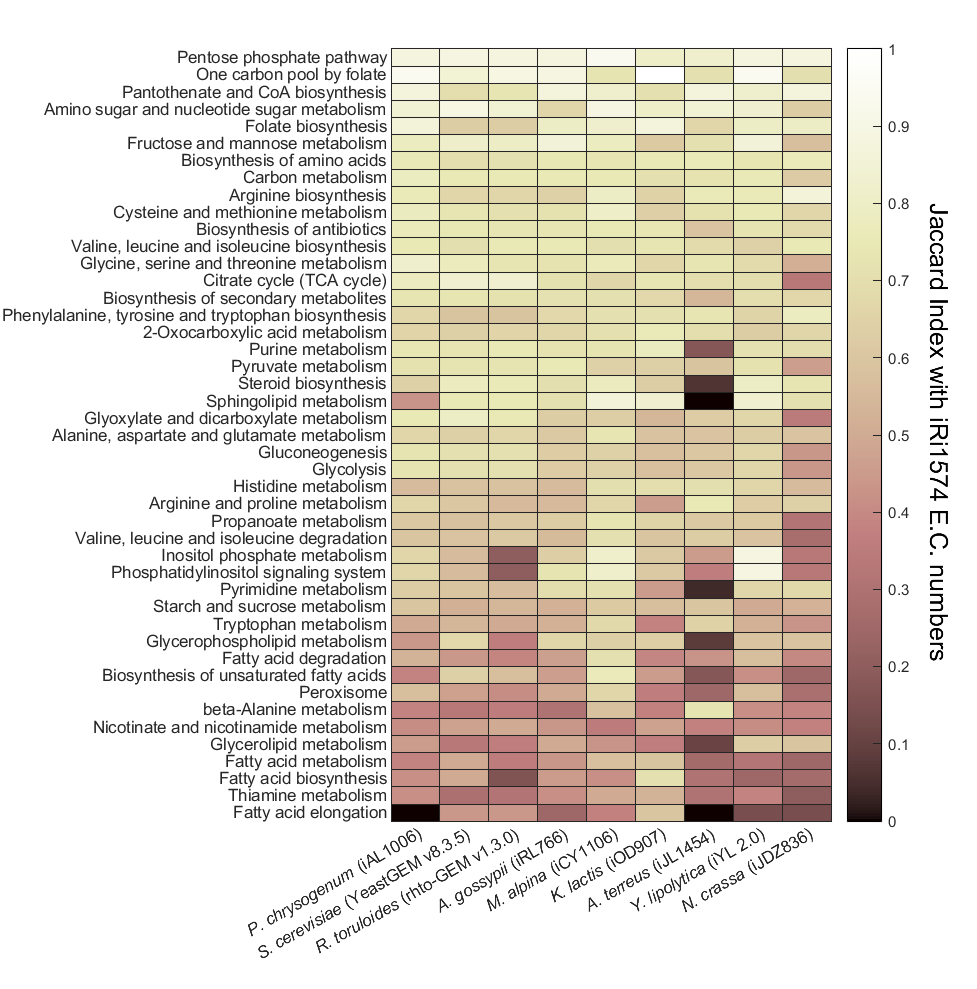 Pentose phosphate pathway
One carbon pool by folate
Pantothenate and CoA biosynthesis
Amino sugar and nucleotide sugar metabolism
Folate biosynthesis
Fructose and mannose metabolism
Biosynthesis of amino acids
Carbon metabolism
Arginine biosynthesis
Cysteine and methionine metabolism
Biosynthesis of antibiotics
Valine, leucine and isoleucine biosynthesis
Glycine, serine and threonine metabolism
Citrate cycle (TCA cycle)
Biosynthesis of secondary metabolites
Phenylalanine, tyrosine and tryptophan biosynthesis
2-Oxocarboxylic acid metabolism
Purine metabolism
Pyruvate metabolism
Steroid biosynthesis
Sphingolipid metabolism
Glyoxylate and dicarboxylate metabolism
Alanine, aspartate and glutamate metabolism
Gluconeogenesis
Glycolysis
Histidine metabolism
Arginine and proline metabolism
Propanoate metabolism
Valine, leucine and isoleucine degradation
Inositol phosphate metabolism
Phosphatidylinositol signaling system
Pyrimidine metabolism
Starch and sucrose metabolism
Tryptophan metabolism
Glycerophospholipid metabolism
Fatty acid degradation
Biosynthesis of unsaturated fatty acids
Peroxisome
beta-Alanine metabolism
Nicotinate and nicotinamide metabolism
Glycerolipid metabolism
Fatty acid metabolism
Fatty acid biosynthesis
Thiamine metabolism
Fatty acid elongation
P. chrysogenum (iAL1006)
S. cerevisiae (YeastGEM v8.3.5)
R. toruloides (rhto-GEM v1.3.0)
A. gossypii (iRL766)
M. alpina (iCY1106)
K. lactis (iOD907)
A. terreus (iJL1454)
Y. lipolytica (iYL 2.0)
N. crassa (iJDZ836)
1
0.9
0.8
0.7
0.6
0.5
0.4
0.3
0.2
0.1
0
Jaccard Index with iRi1574 E.C. numbers